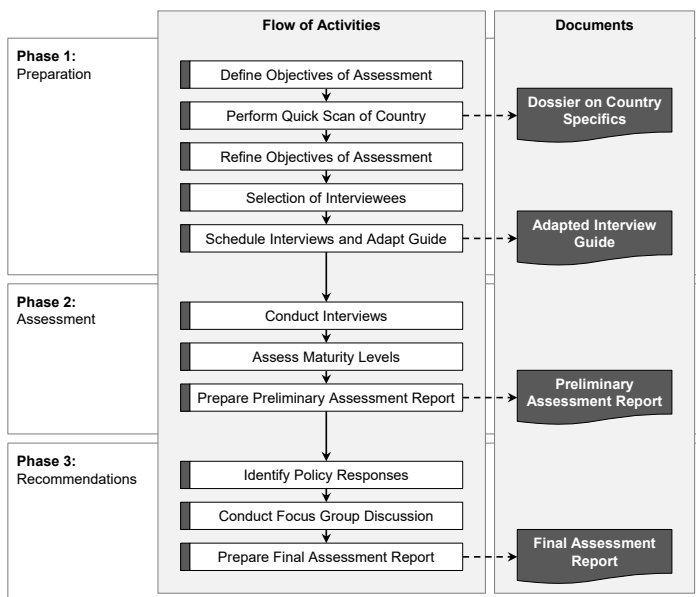 Flow of Activities
Documents
Phase 1:
Preparation
Define Objectives of Assessment
Perform Quick Scan of Country
Dossier on Country
Specifics
Refine Objectives of Assessment
Selection of Interviewees
Schedule Interviews and Adapt Guide
Adapted Interview
Guide
Phase 2:
Assessment
Conduct Interviews
Assess Maturity Levels
Prepare Preliminary Assessment Report
Preliminary
Assessment Report
Phase 3:
Recommendations
Identify Policy Responses
Conduct Focus Group Discussion
Prepare Final Assessment Report
Final Assessment
Report